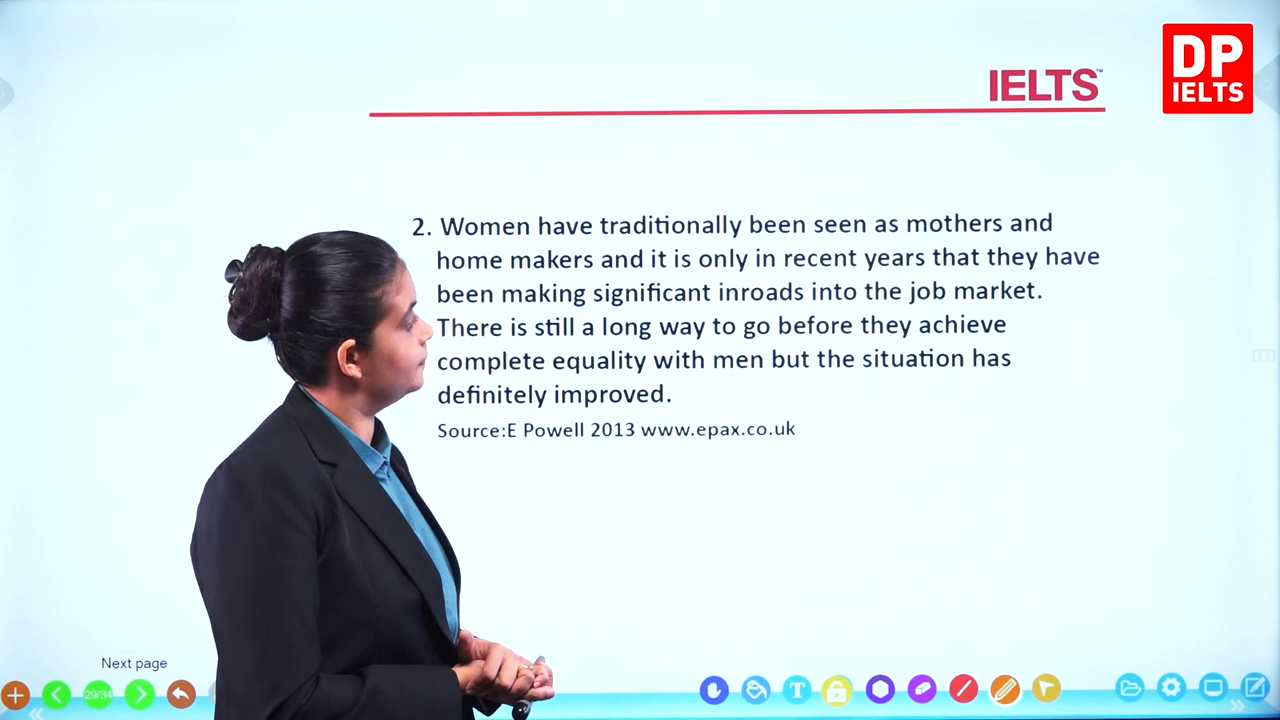 DP
IELTS
IELTS™
2. Women have traditionally been seen as mothers and
home makers and it is only in recent years that they have
been making significant inroads into the job market.
There is still a long way to go before they achieve
complete equality with men but the situation has
definitely improved.
Source:E Powell 2013 www.epax.co.uk
Next page
29/34
T